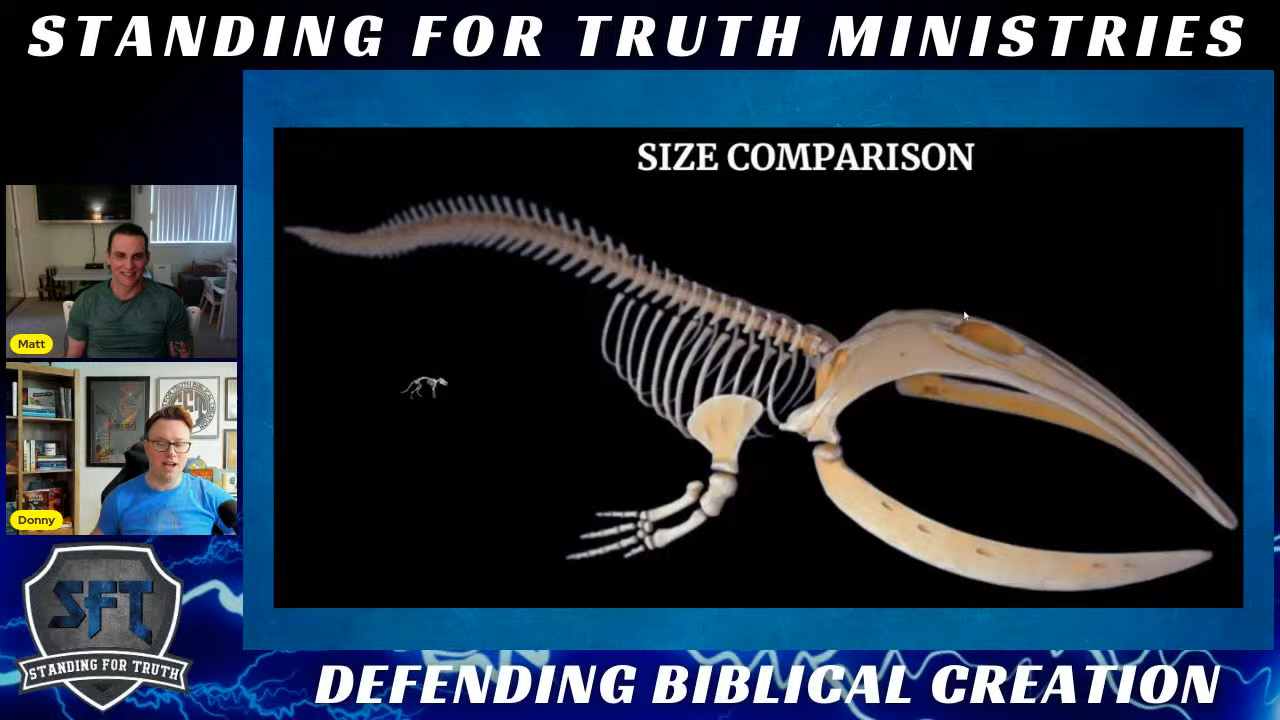 STANDING FOR TRUTH MINISTRIES
SIZE COMPARISON
Matt
Donny
SFT
STANDING FOR TRUTH
DEFENDING BIBLICAL CREATION